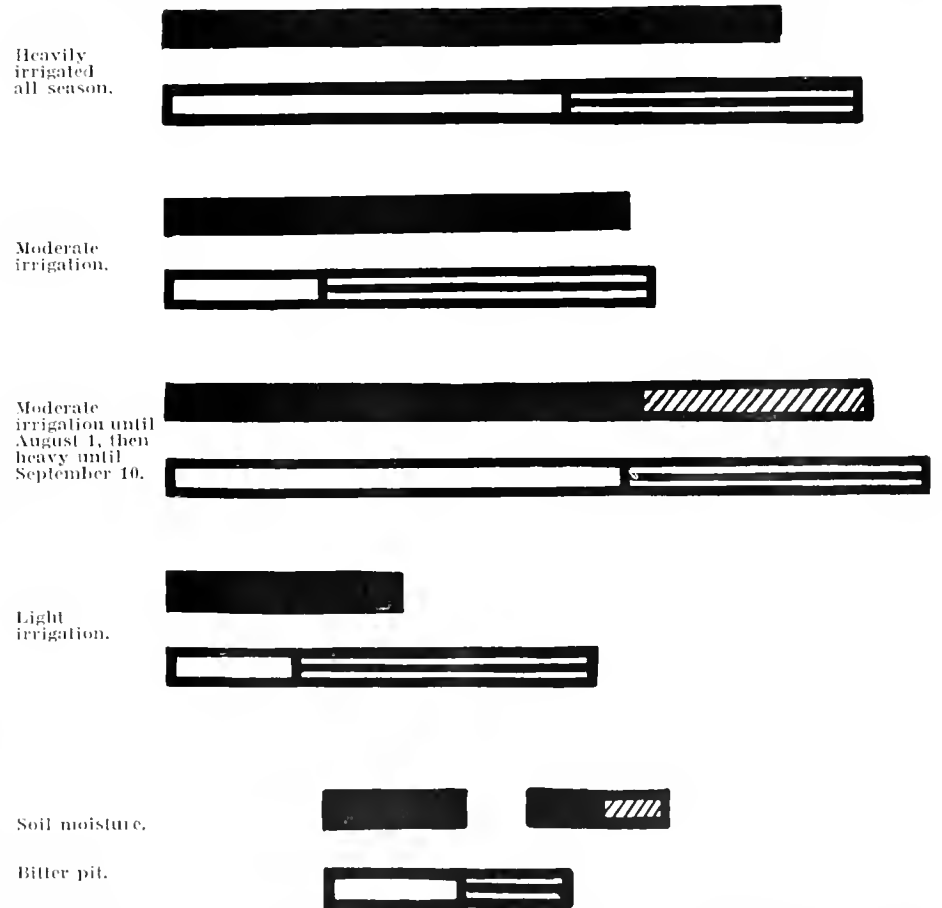 Heavily
irrigated
all season.
Moderate
irrigation.
Moderate
irrigation until
August 1, then
heavy until
September 10.
Light
irrigation.
Soil moisture.
Bitter pit.